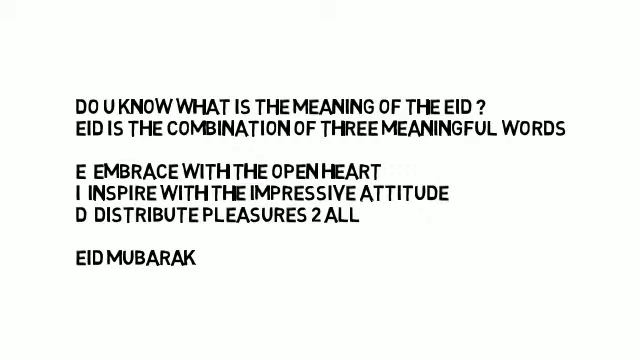 DO U KNOW WHAT IS THE MEANING OF THE EID ?
EID IS THE COMBINATION OF THREE MEANINGFUL WORDS
E EMBRACE WITH THE OPEN HEART
I INSPIRE WITH THE IMPRESSIVE ATTITUDE
D DISTRIBUTE PLEASURES 2 ALL
EID MUBARAK